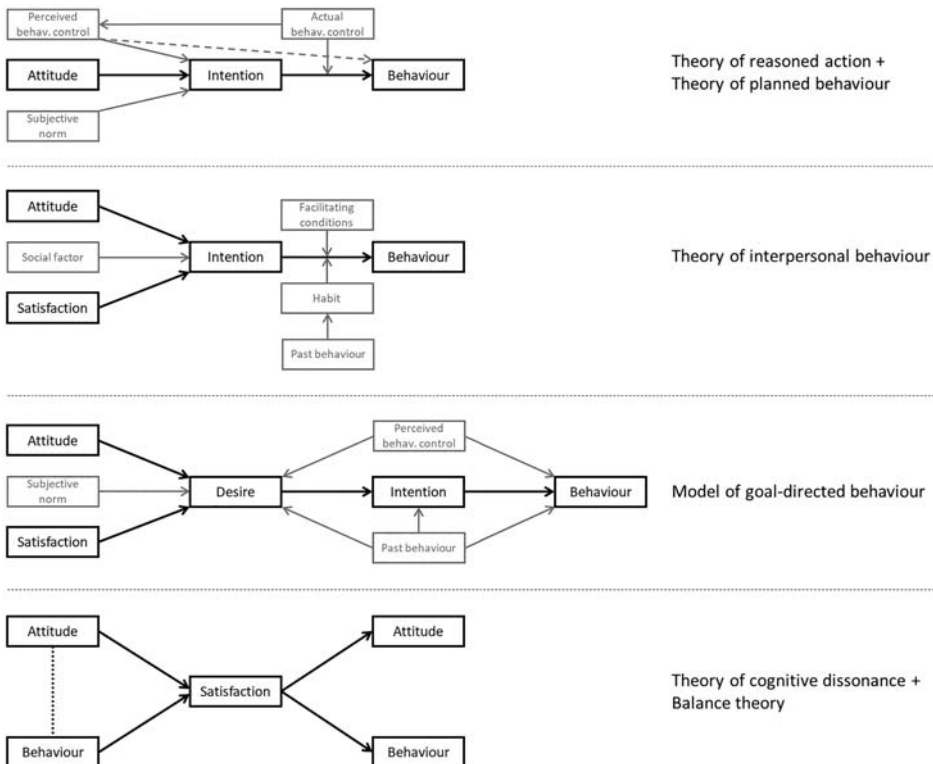 Perceived
behav. control
Actual
behav. control
Attitude
Intention
Behaviour
Subjective
norm
Theory of reasoned action +
Theory of planned behaviour
Attitude
Social factor
Satisfaction
Intention
Facilitating
conditions
Behaviour
Habit
Past behaviour
Theory of interpersonal behaviour
Attitude
Subjective
norm
Satisfaction
Desire
Perceived
behav. control
Intention
Past behaviour
Behaviour
Model of goal-directed behaviour
Attitude
Behaviour
Satisfaction
Attitude
Behaviour
Theory of cognitive dissonance +
Balance theory